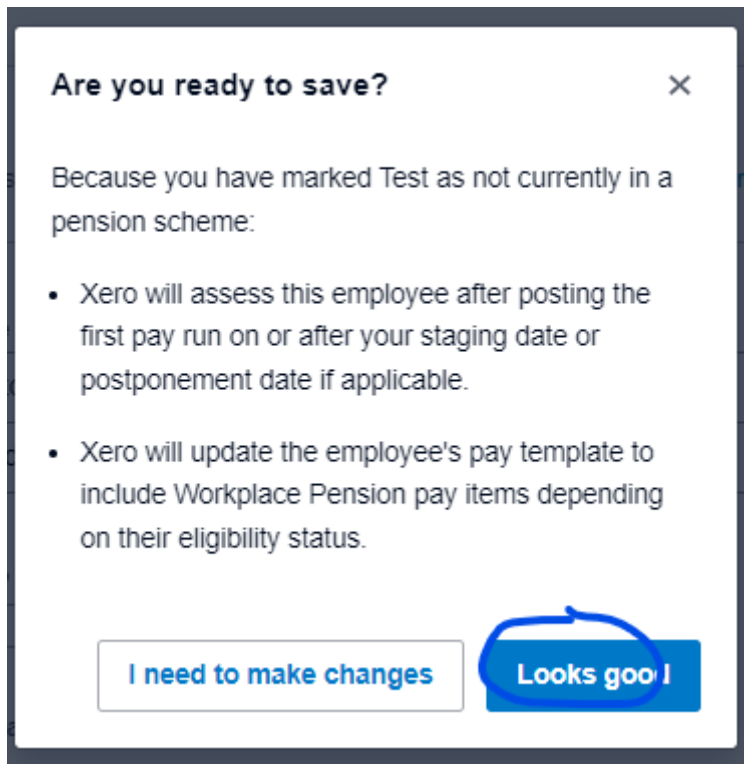 Are you ready to save?
Because you have marked Test as not currently in a
pension scheme:
• Xero will assess this employee after posting the
first pay run on or after your staging date or
postponement date if applicable.
• Xero will update the employee's pay template to
include Workplace Pension pay items depending
on their eligibility status.
I need to make changes
Looks good